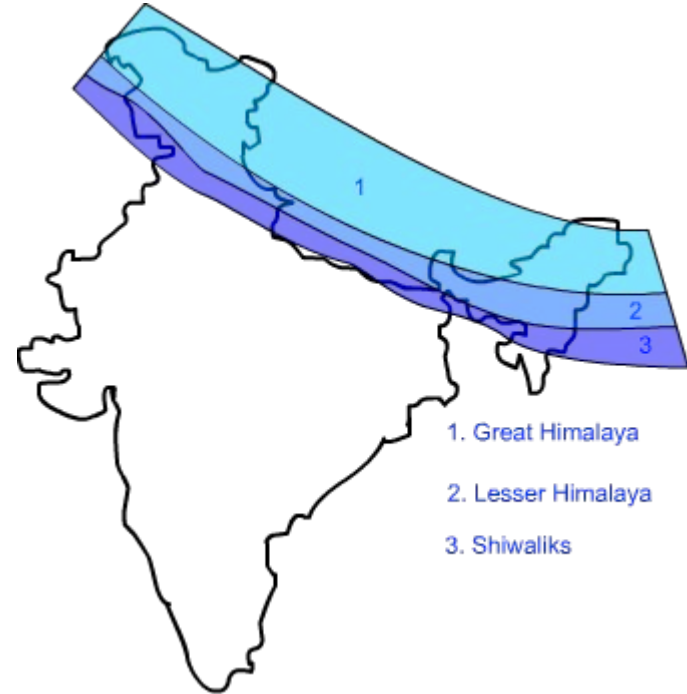 1
2
3
1. Great Himalaya
2. Lesser Himalaya
3. Shiwaliks